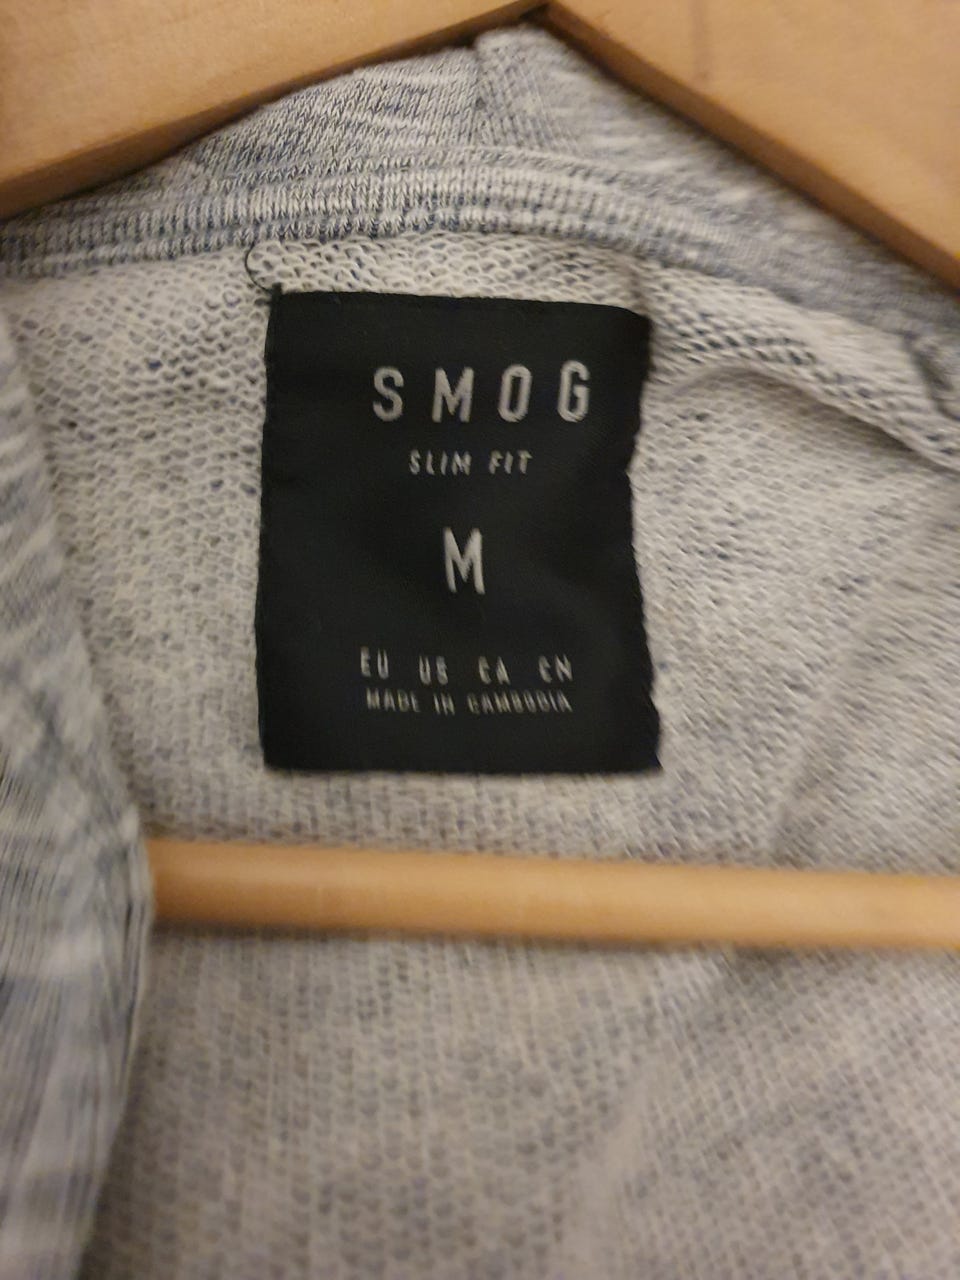 SMOG
SLIM FIT
M
EU US CA CN
MADE IN CAMBODIA